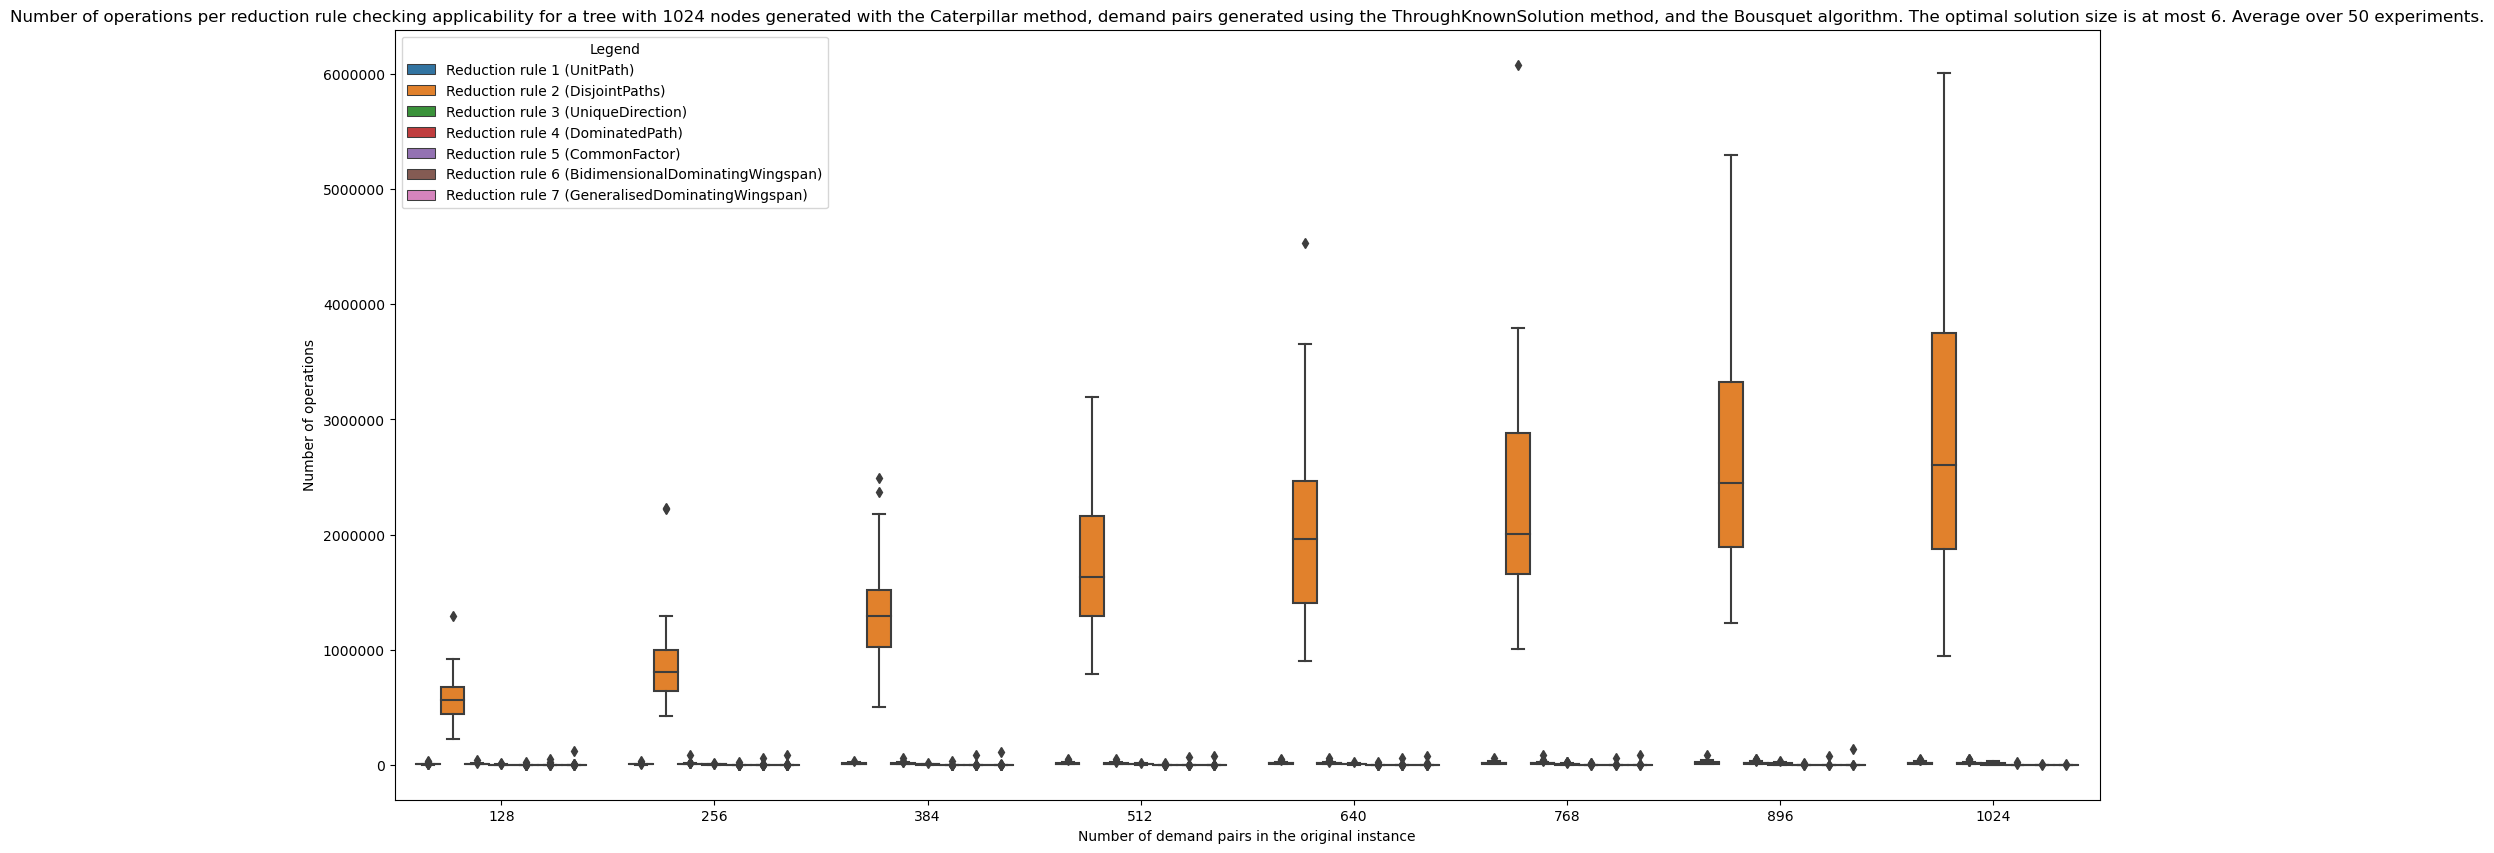 Number of operations per reduction rule checking applicability for a tree with 1024 nodes generated with the Caterpillar method, demand pairs generated using the ThroughKnownSolution method, and the Bousquet algorithm. The optimal solution size is at most 6. Average over 50 experiments.
Legend
Reduction rule 1 (UnitPath)
Reduction rule 2 (DisjointPaths)
Reduction rule 3 (UniqueDirection)
Reduction rule 4 (DominatedPath)
Reduction rule 5 (CommonFactor)
Reduction rule 6 (BidimensionalDominatingWingspan)
Reduction rule 7 (GeneralisedDominatingWingspan)
6000000
5000000
4000000
3000000
2000000
1000000
0
Number of operations
128 256 384 512 640 768 896 1024
Number of demand pairs in the original instance